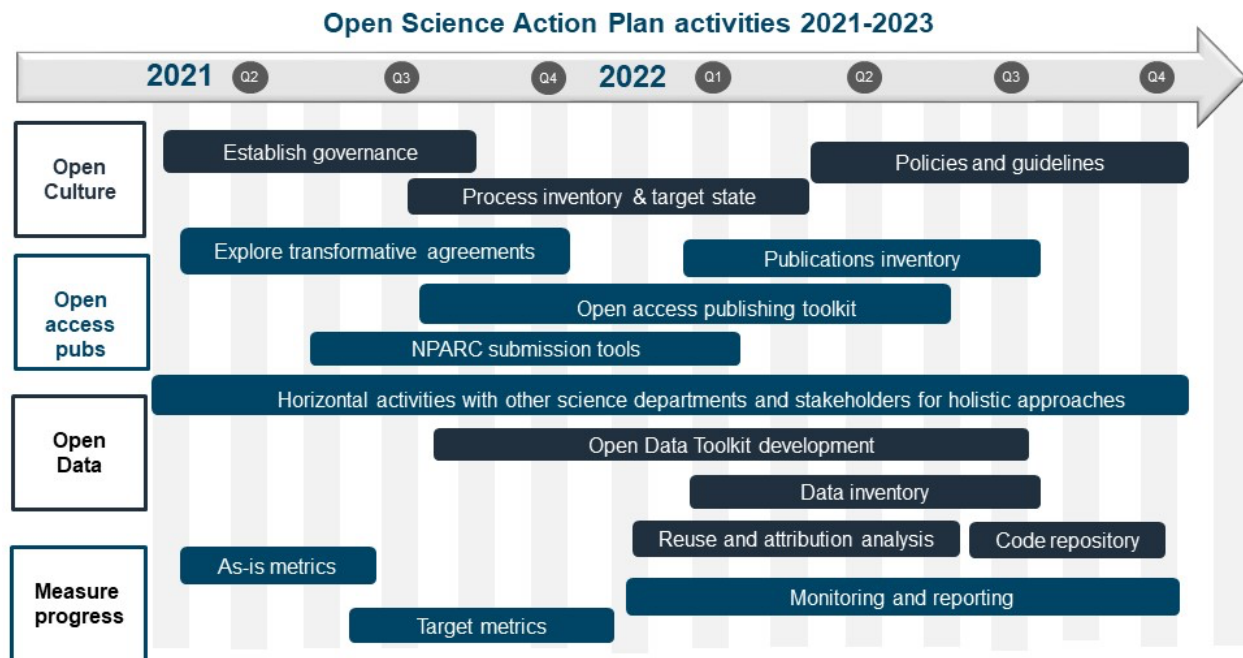 Open Science Action Plan activities 2021-2023
2021 Q2 Q3 Q4 2022 Q1 Q2 Q3 Q4
Open
Culture
Establish governance
Policies and guidelines
Process inventory & target state
Open
access
pubs
Explore transformative agreements
Publications inventory
Open access publishing toolkit
NPARC submission tools
Horizontal activities with other science departments and stakeholders for holistic approaches
Open
Data
Open Data Toolkit development
Data inventory
Reuse and attribution analysis
Code repository
Measure
progress
As-is metrics
Monitoring and reporting
Target metrics